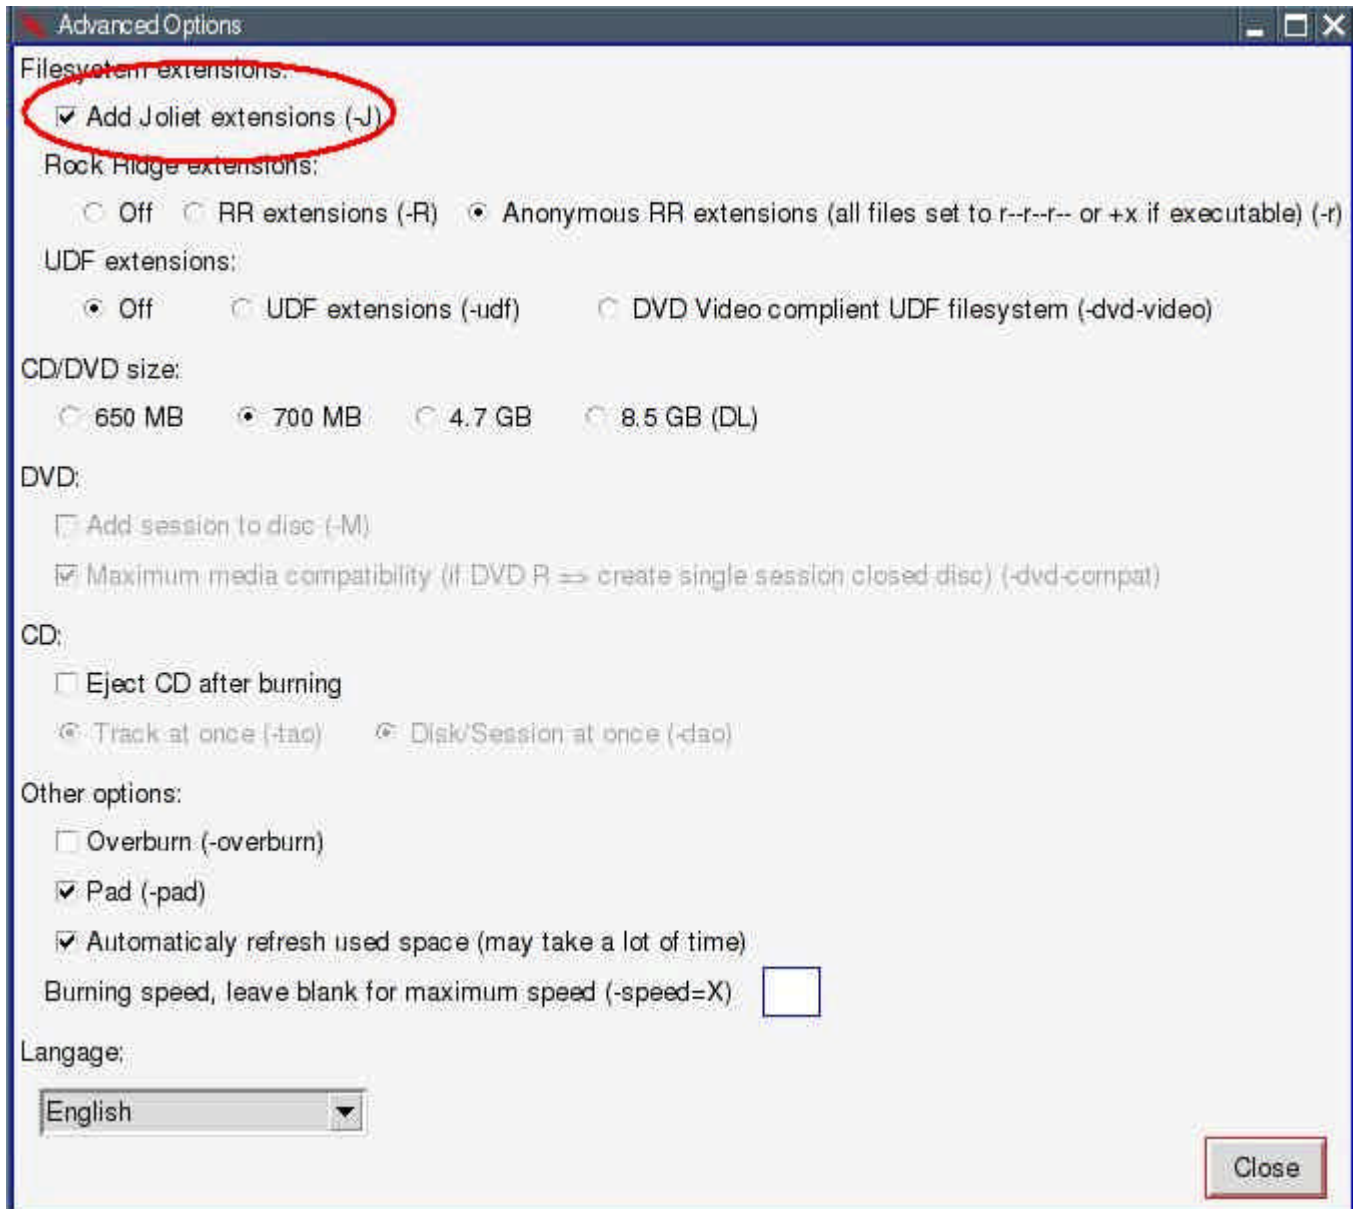 Advanced Options
Filesystem extensions:
Add Joliet extensions (-J)
Rock Ridge extensions:
Off RR extensions (-R) Anonymous RR extensions (all files set to r--r--r-- or +x if executable) (-r)
UDF extensions:
Off UDF extensions (-udf) DVD Video complient UDF filesystem (-dvd-video)
CD/DVD size:
650 MB 700 MB 4.7 GB 8.5 GB (DL)
DVD:
Add session to disc (-M)
Maximum media compatibility (if DVD R => create single session closed disc) (-dvd-compat)
CD:
Eject CD after burning
Track at once (-tao) Disk/Session at once (-dao)
Other options:
Overburn (-overburn)
Pad (-pad)
Automaticaly refresh used space (may take a lot of time)
Burning speed, leave blank for maximum speed (-speed=X)
Langage:
English
Close